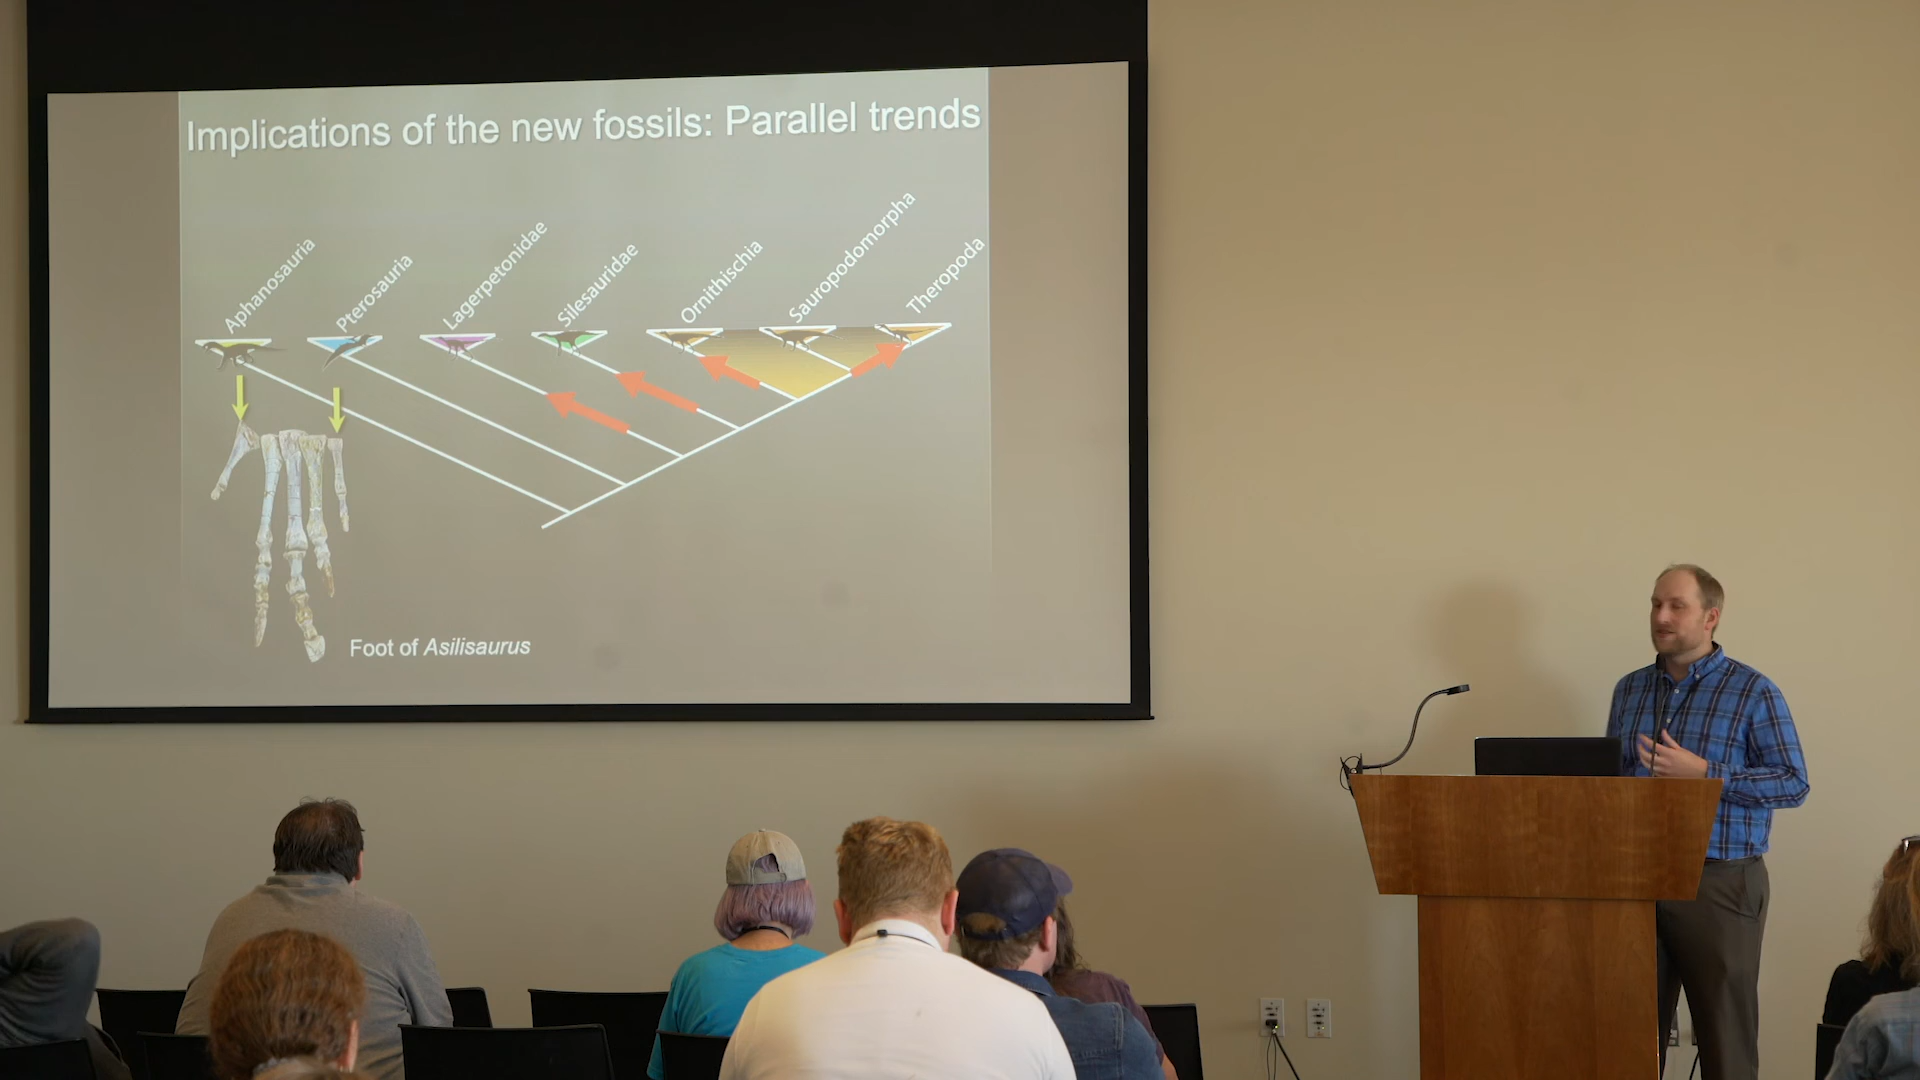 Implications of the new fossils: Parallel trends
Aphanosauria
Pterosauria
Lagerpetonidae
Silesauridae
Ornithischia
Sauropodomorpha
Theropoda
Foot of Asilisaurus